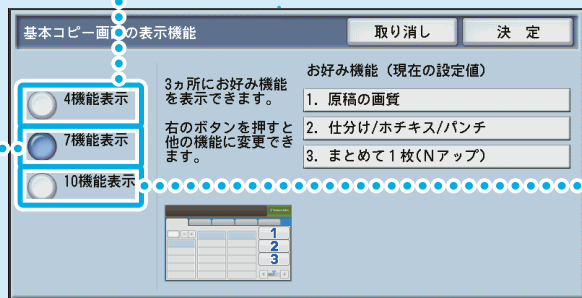 基本コピー画面の表示機能
取り消し
決 定
4機能表示
7機能表示
10機能表示
3ヵ所にお好み機能
を表示できます。
右のボタンを押すと
他の機能に変更でき
ます。
お好み機能（現在の設定値）
1. 原稿の画質
2. 仕分け/ホチキス/パンチ
3. まとめて1枚(Nアップ)
1
2
3